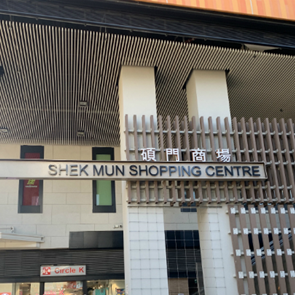 碩門商場
SHEK MUN SHOPPING CENTRE
Circle K